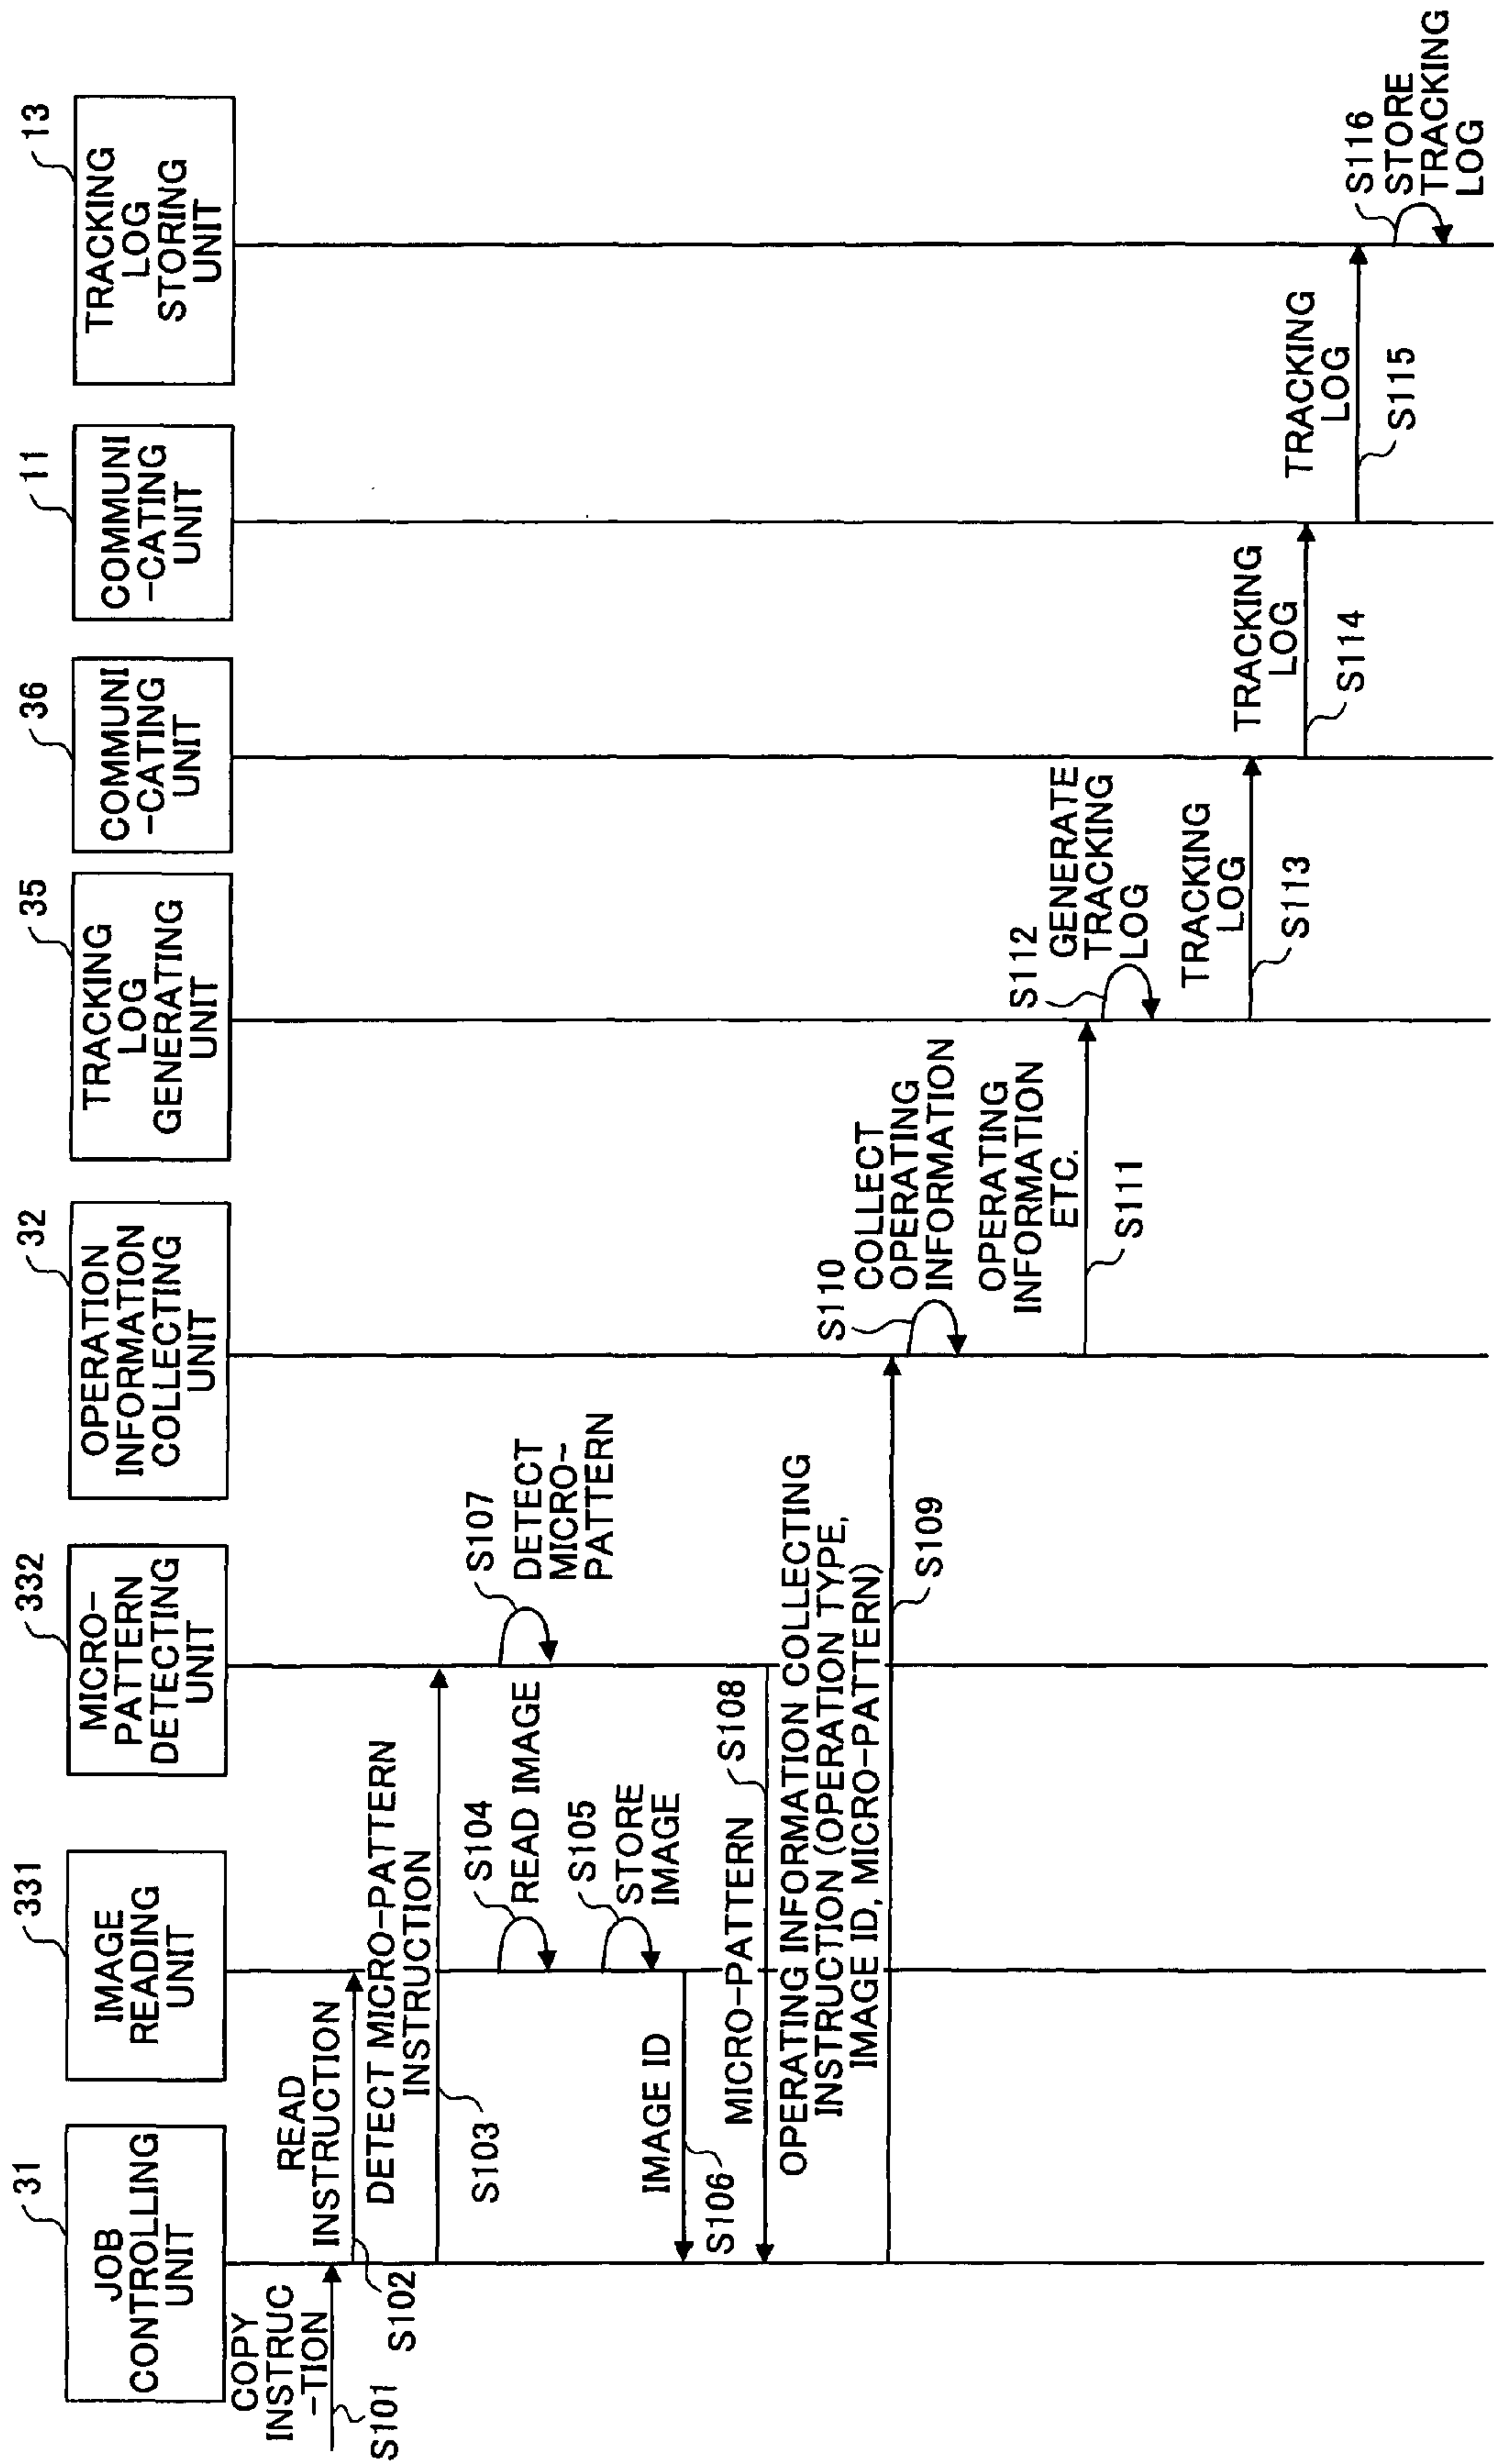 31
JOB
CONTROLLING
UNIT
331
IMAGE
READING
UNIT
332
MICRO-
PATTERN
DETECTING
UNIT
32
OPERATION
INFORMATION
COLLECTING
UNIT
35
TRACKING
LOG
GENERATING
UNIT
36
COMMUNI
-CATING
UNIT
11
COMMUNI
-CATING
UNIT
13
TRACKING
LOG
STORING
UNIT
COPY
INSTRUC
-TION
S101
READ
INSTRUCTION
S102
DETECT MICRO-PATTERN
INSTRUCTION
S103
S104
READ IMAGE
S105
STORE
IMAGE
IMAGE ID
S106
S107
DETECT
MICRO-
PATTERN
MICRO-PATTERN
S108
OPERATING INFORMATION COLLECTING
INSTRUCTION (OPERATION TYPE,
IMAGE ID, MICRO-PATTERN)
S109
S110
COLLECT
OPERATING
INFORMATION
OPERATING
INFORMATION
ETC.
S111
S112
GENERATE
TRACKING
LOG
TRACKING
LOG
S113
TRACKING
LOG
S114
TRACKING
LOG
S115
S116
STORE
TRACKING
LOG